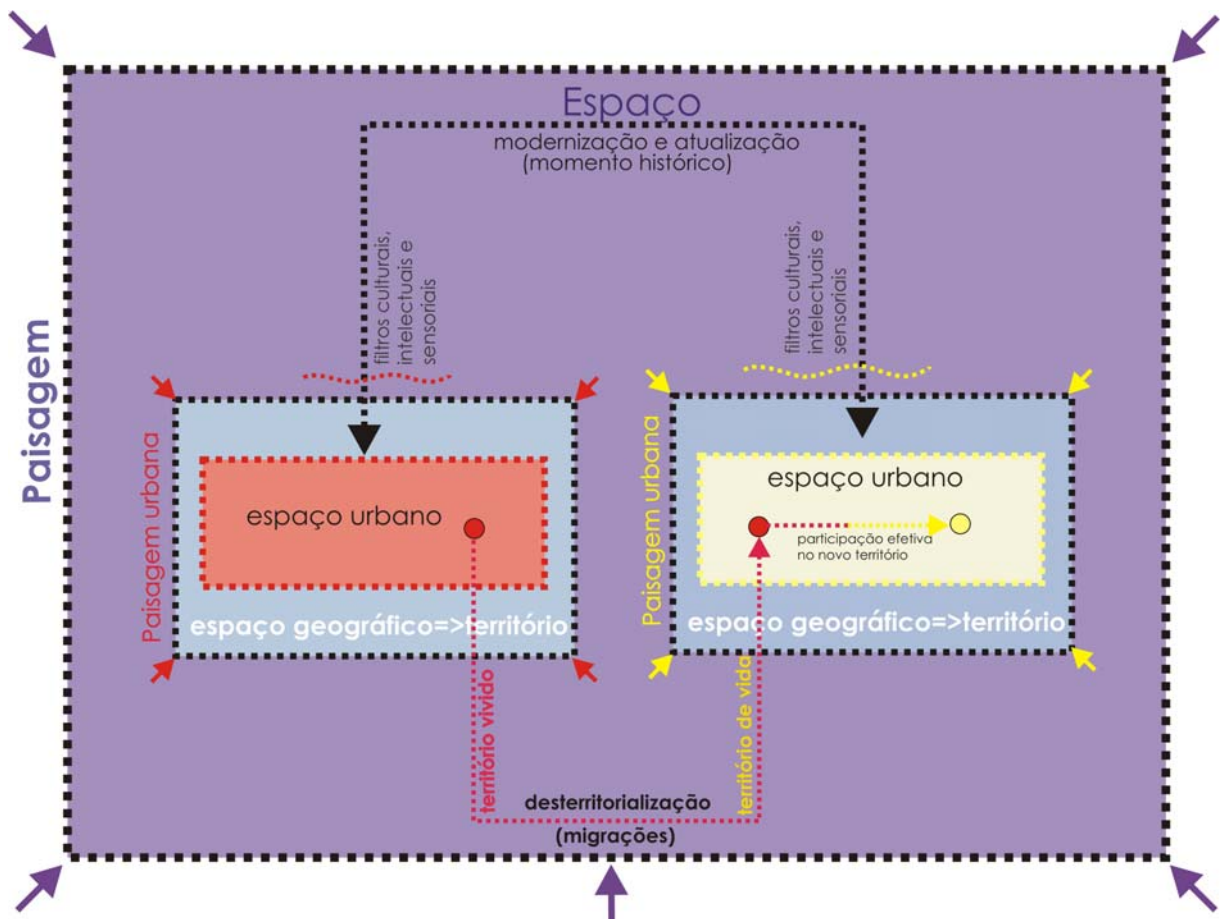 Paisagem
Espaço
modernização e atualização
(momento histórico)
filtros culturais,
intelectuais e
sensoriais
filtros culturais,
intelectuais e
sensoriais
Paisagem urbana
espaço urbano
espaço geográfico=>território
Paisagem urbana
espaço urbano
participação efetiva
no novo território
espaço geográfico=>território
território vivido
território de vida
desterritorialização
(migrações)